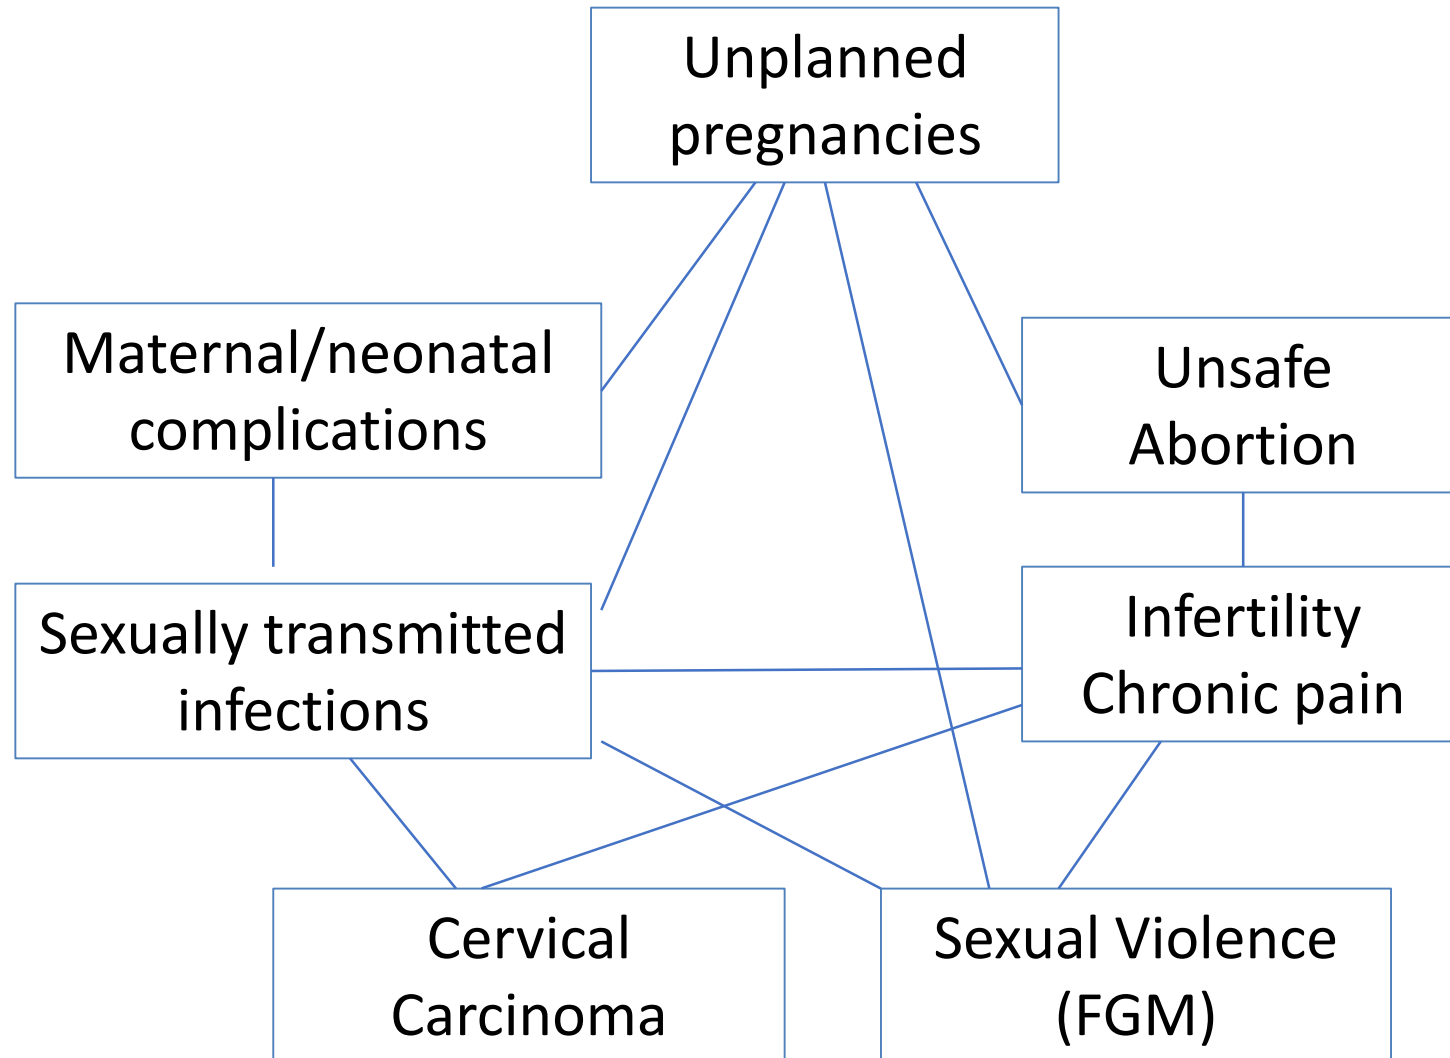 Unplanned
pregnancies
Maternal/neonatal
complications
Unsafe
Abortion
Sexually transmitted
infections
Infertility
Chronic pain
Cervical
Carcinoma
Sexual Violence
(FGM)